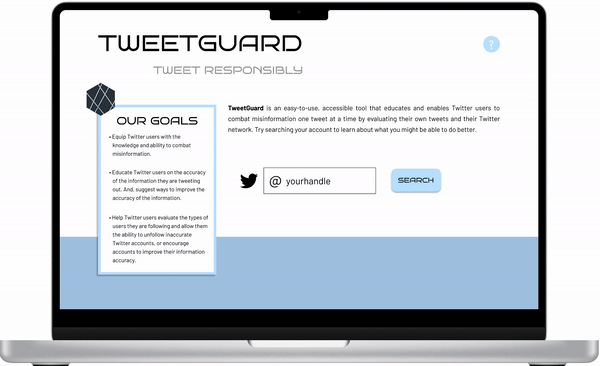 TWEETGUARD
TWEET RESPONSIBLY
?
OUR GOALS
• Equip Twitter users with the
knowledge and ability to combat
misinformation.
• Educate Twitter users on the accuracy
of the information they are tweeting
out. And, suggest ways to improve the
accuracy of the information.
• Help Twitter users evaluate the types of
users they are following and allow them
the ability to unfollow inaccurate
Twitter accounts, or encourage
accounts to improve their information
accuracy.
TweetGuard is an easy-to-use, accessible tool that educates and enables Twitter users to
combat misinformation one tweet at a time by evaluating their own tweets and their Twitter
network. Try searching your account to learn about what you might be able to do better.
@ yourhandle
SEARCH